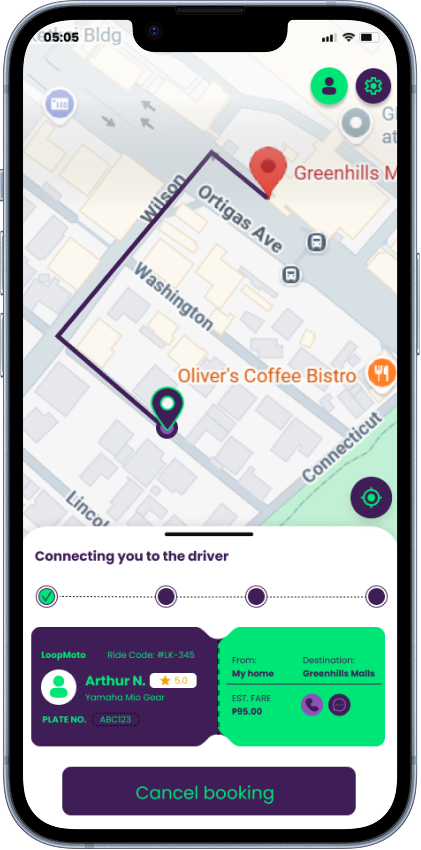 05:05
Bldg
Wilson
Ortigas Ave
Greenhills M
Washington
Oliver's Coffee Bistro
Connecticut
Lincol
Connecting you to the driver
LoopMoto
Ride Code: #LK-345
Arthur N.
5.0
Yamaha Mio Gear
PLATE NO.
ABC123
From:
My home
Destination:
Greenhills Malls
EST. FARE
₱95.00
Cancel booking